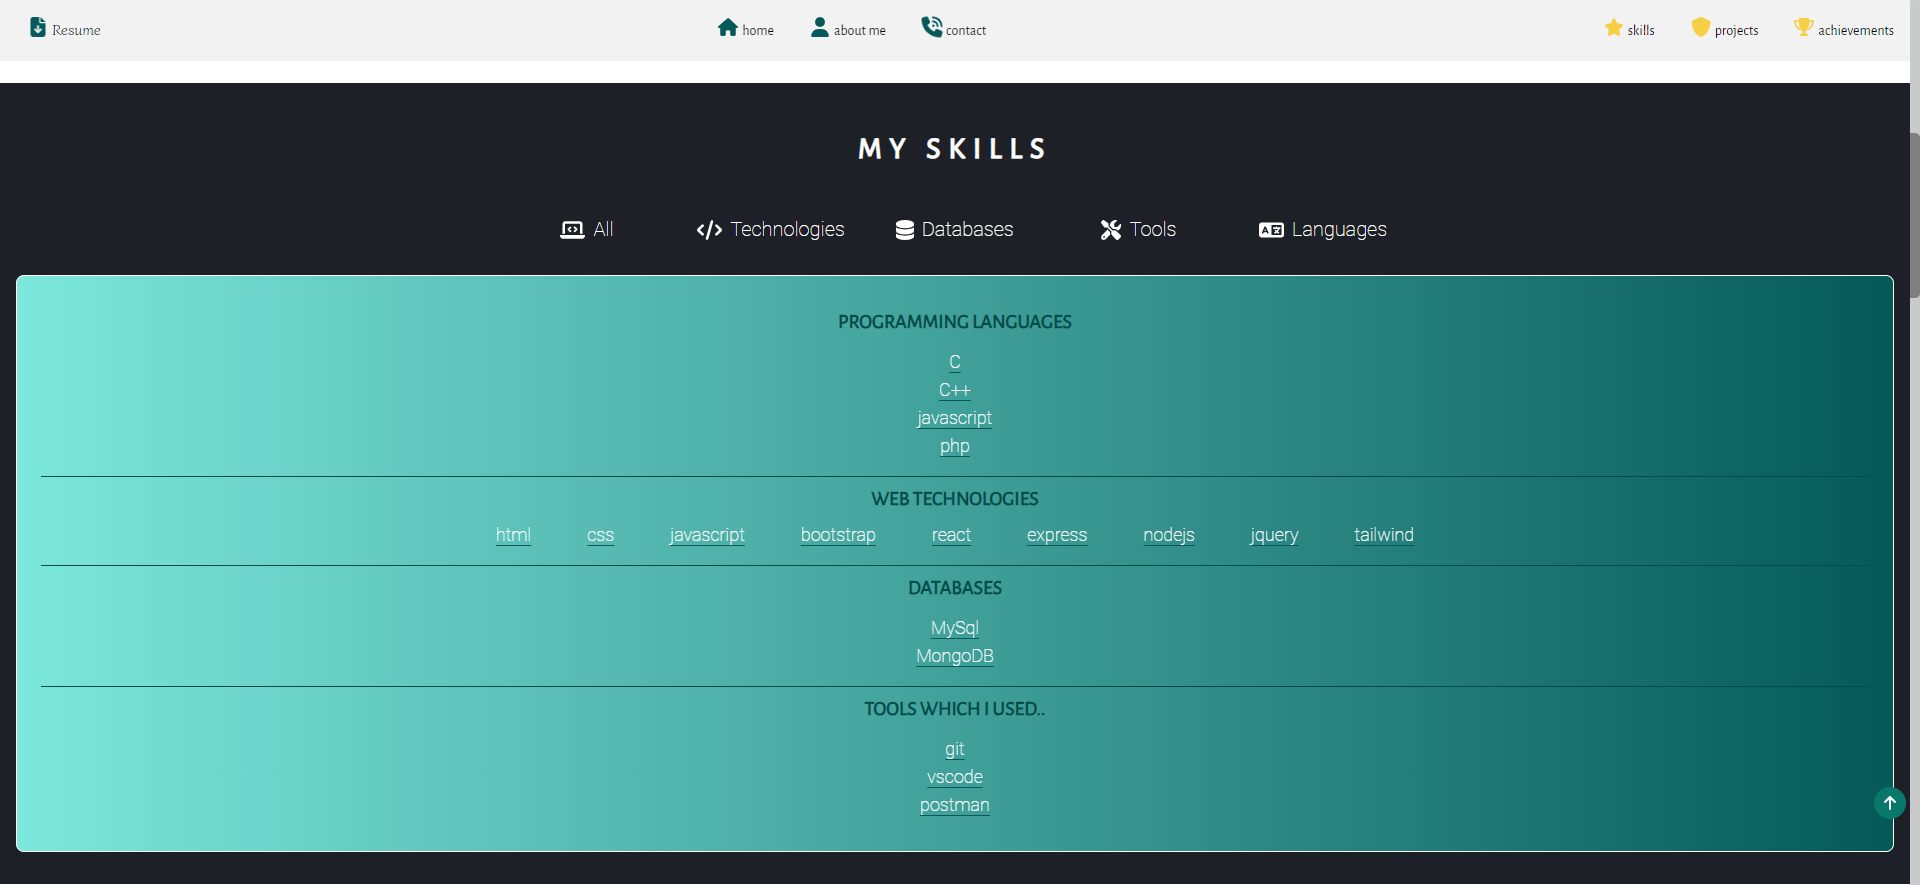 Resume home about me contact skills projects achievements
MY SKILLS
All Technologies Databases Tools Languages
PROGRAMMING LANGUAGES
C
C++
javascript
php
WEB TECHNOLOGIES
html css javascript bootstrap react express nodejs jquery tailwind
DATABASES
MySql
MongoDB
TOOLS WHICH I USED..
git
vscode
postman